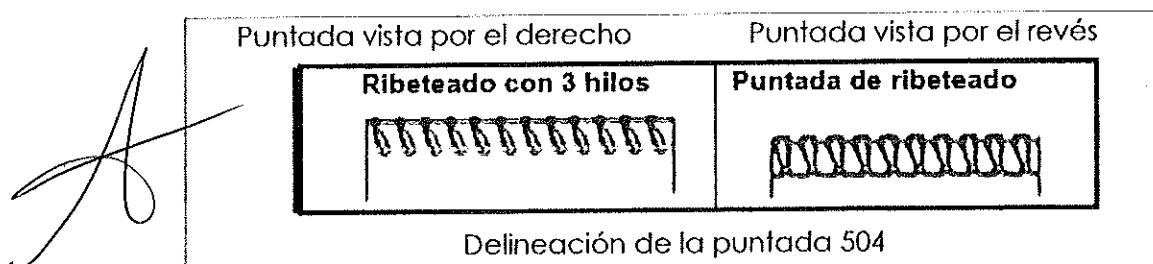 Puntada vista por el derecho Puntada vista por el revés
Ribeteado con 3 hilos Puntada de ribeteado
Delineación de la puntada 504